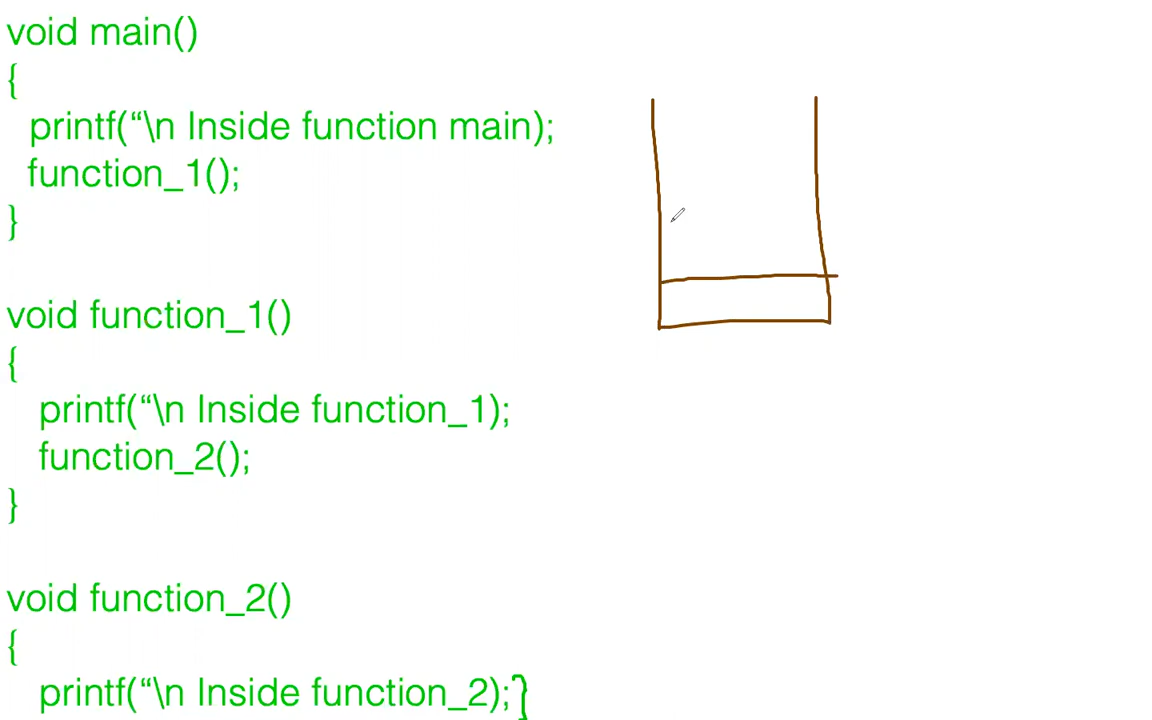 void main()
{
printf(“\n Inside function main);
function_1();
}
void function_1()
{
printf(“\n Inside function_1);
function_2();
}
void function_2()
{
printf(“\n Inside function_2);}